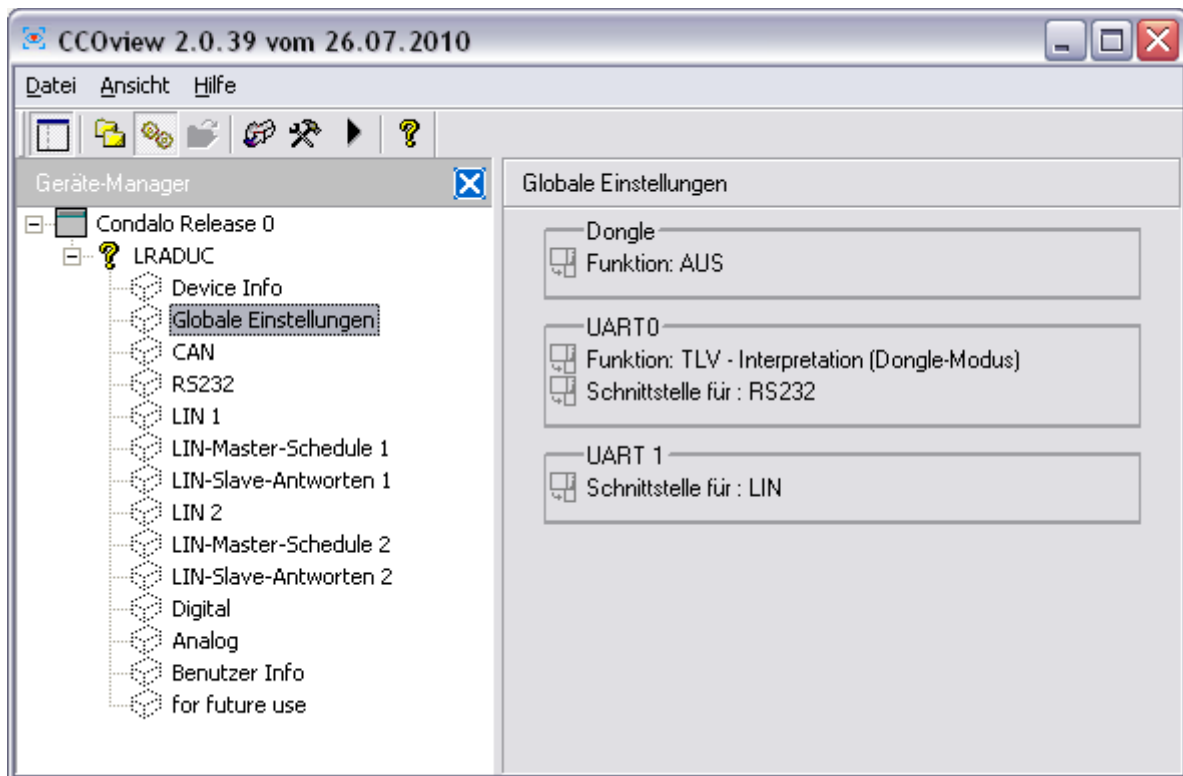 CCOview 2.0.39 vom 26.07.2010
Datei Ansicht Hilfe
Geräte-Manager
Condalo Release 0
LRADUC
Device Info
Globale Einstellungen
CAN
RS232
LIN 1
LIN-Master-Schedule 1
LIN-Slave-Antworten 1
LIN 2
LIN-Master-Schedule 2
LIN-Slave-Antworten 2
Digital
Analog
Benutzer Info
for future use
Globale Einstellungen
Dongle
Funktion: AUS
UART0
Funktion: TLV - Interpretation (Dongle-Modus)
Schnittstelle für : RS232
UART 1
Schnittstelle für : LIN